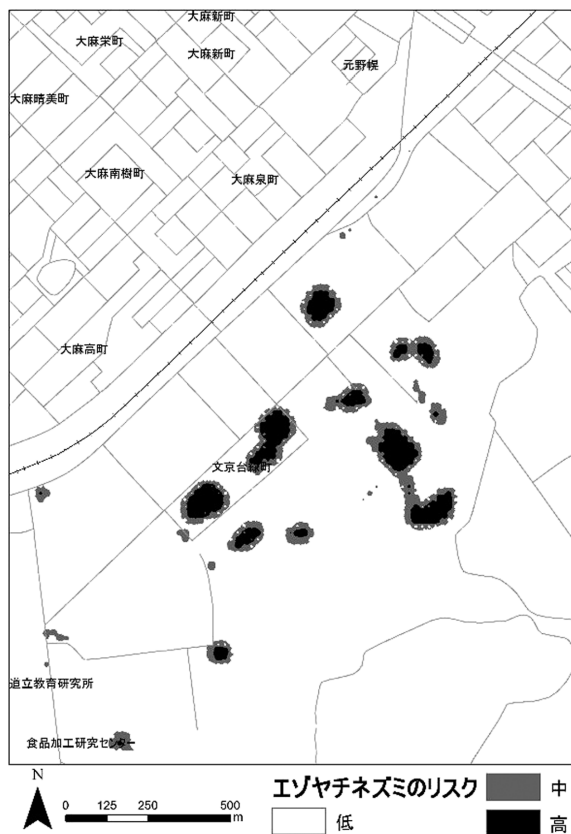 大麻新町
大麻栄町
大麻新町
元野幌
大麻晴美町
大麻南樹町
大麻泉町
大麻高町
文京台緑町
道立教育研究所
食品加工研究センター
N
0 125 250 500
m
エゾヤチネズミのリスク
中
低
高